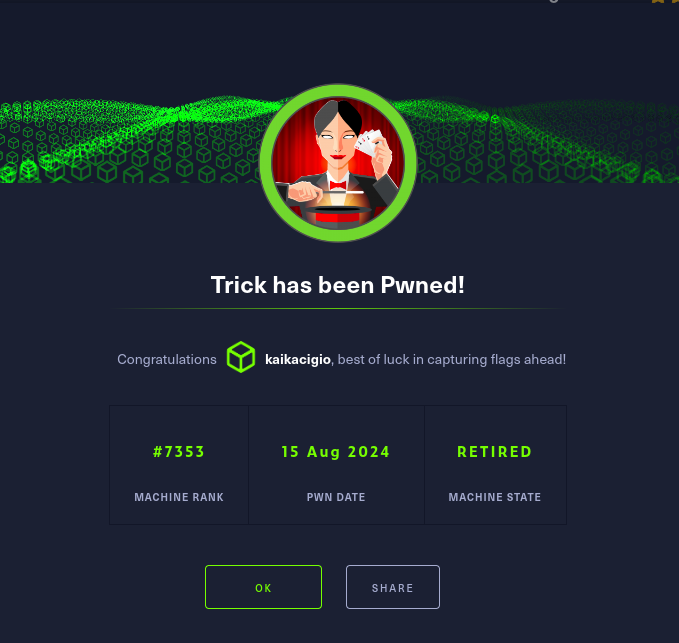 Trick has been Pwned!
Congratulations kaikacigio, best of luck in capturing flags ahead!
#7353 15 Aug 2024 RETIRED
MACHINE RANK PWN DATE MACHINE STATE
OK SHARE